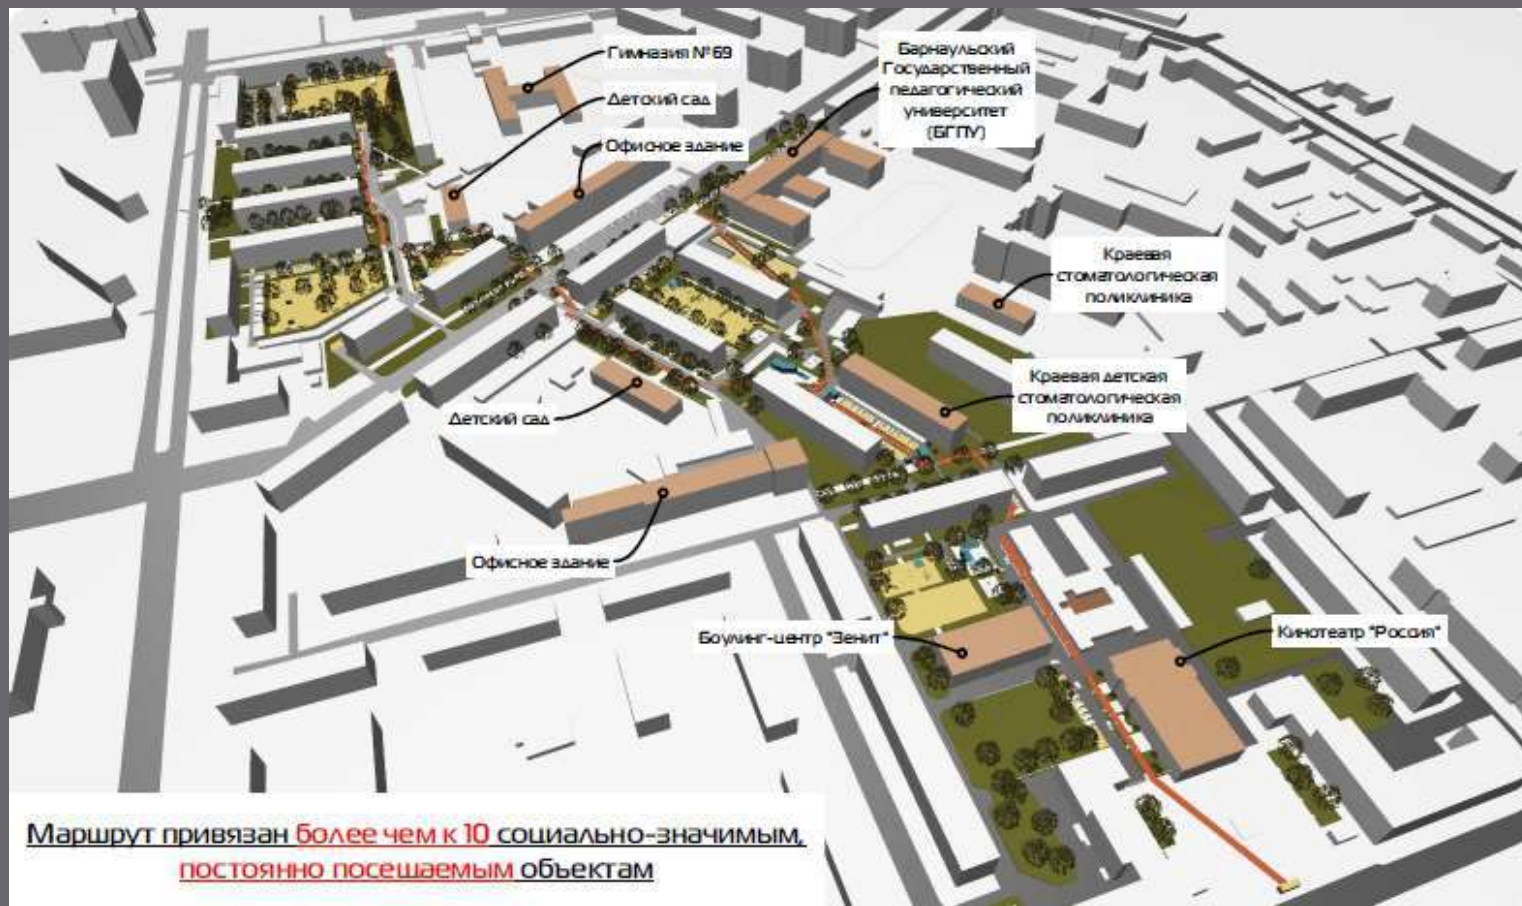 Гимназия №69
Детский сад
Офисное здание
Барнаульский
Государственный
педагогический
университет
(БГПУ)
Краевая
стоматологическая
поликлиника
Краевая детская
стоматологическая
поликлиника
Детский сад
Офисное здание
Боулинг-центр "Зенит"
Кинотеатр "Россия"
Маршрут привязан более чем к 10 социально-значимым,
постоянно посещаемым объектам